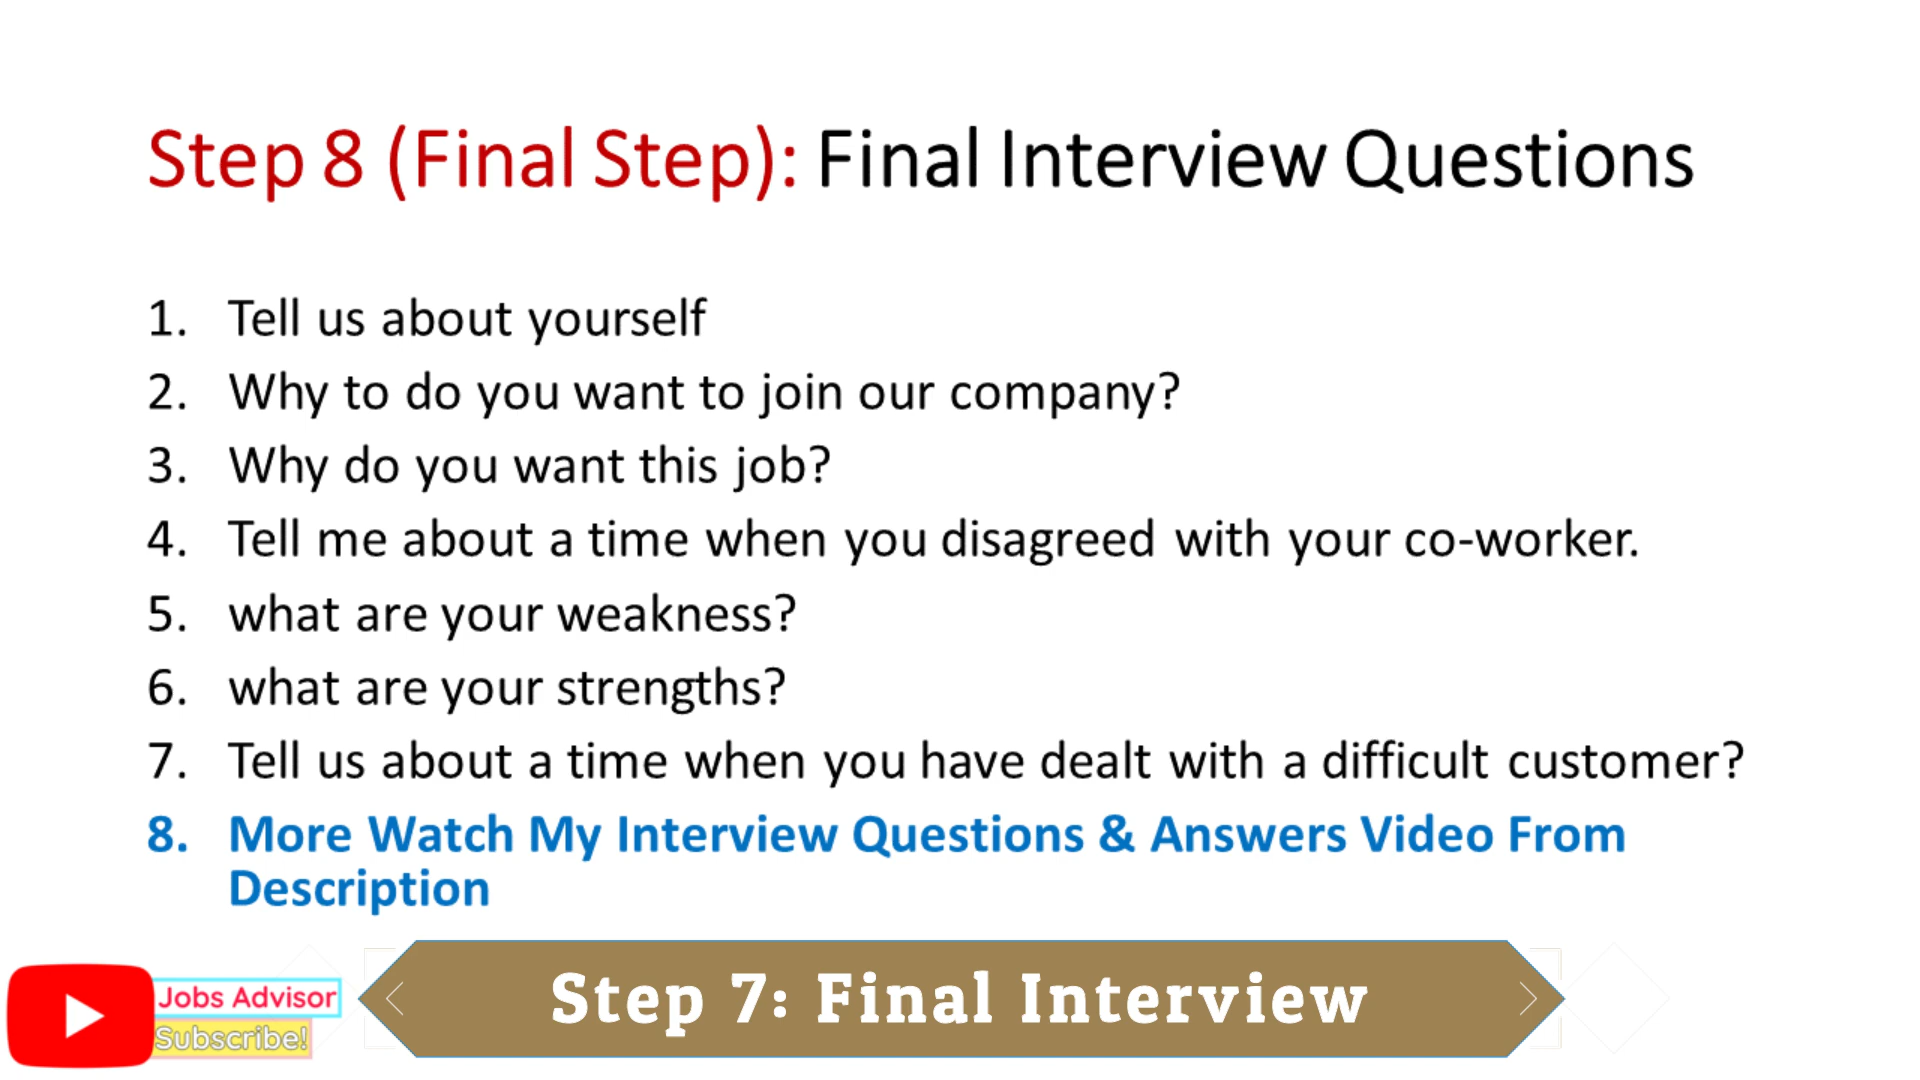 Step 8 (Final Step): Final Interview Questions
1. Tell us about yourself
2. Why to do you want to join our company?
3. Why do you want this job?
4. Tell me about a time when you disagreed with your co-worker.
5. what are your weakness?
6. what are your strengths?
7. Tell us about a time when you have dealt with a difficult customer?
8. More Watch My Interview Questions & Answers Video From
Description
Jobs Advisor
Subscribe!
Step 7: Final Interview